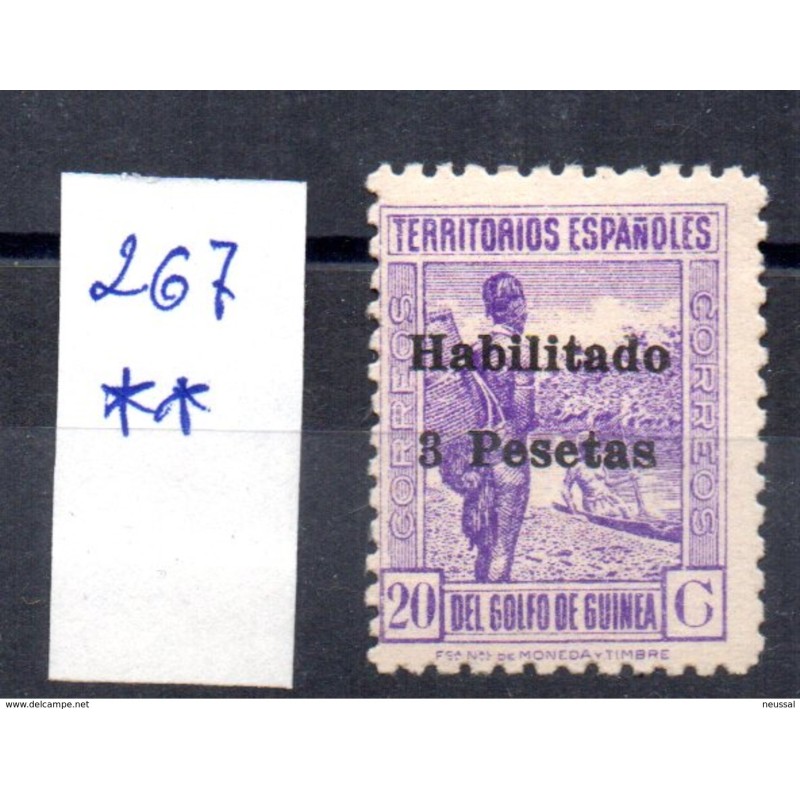 267
**
TERRITORIOS ESPAÑOLES
CORREOS
CORREOS
Habilitado
3 Pesetas
20 DEL GOLFO DE GUINEA C
FCA NAL DE MONEDA Y TIMBRE
www.delcampe.net
neussal